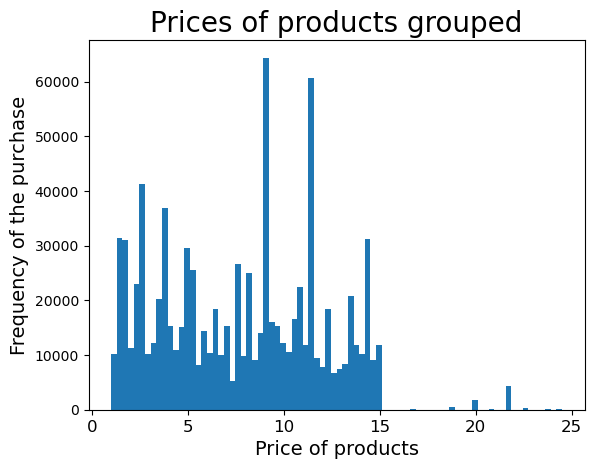 Prices of products grouped
Frequency of the purchase
60000
50000
40000
30000
20000
10000
0
0 5 10 15 20 25
Price of products